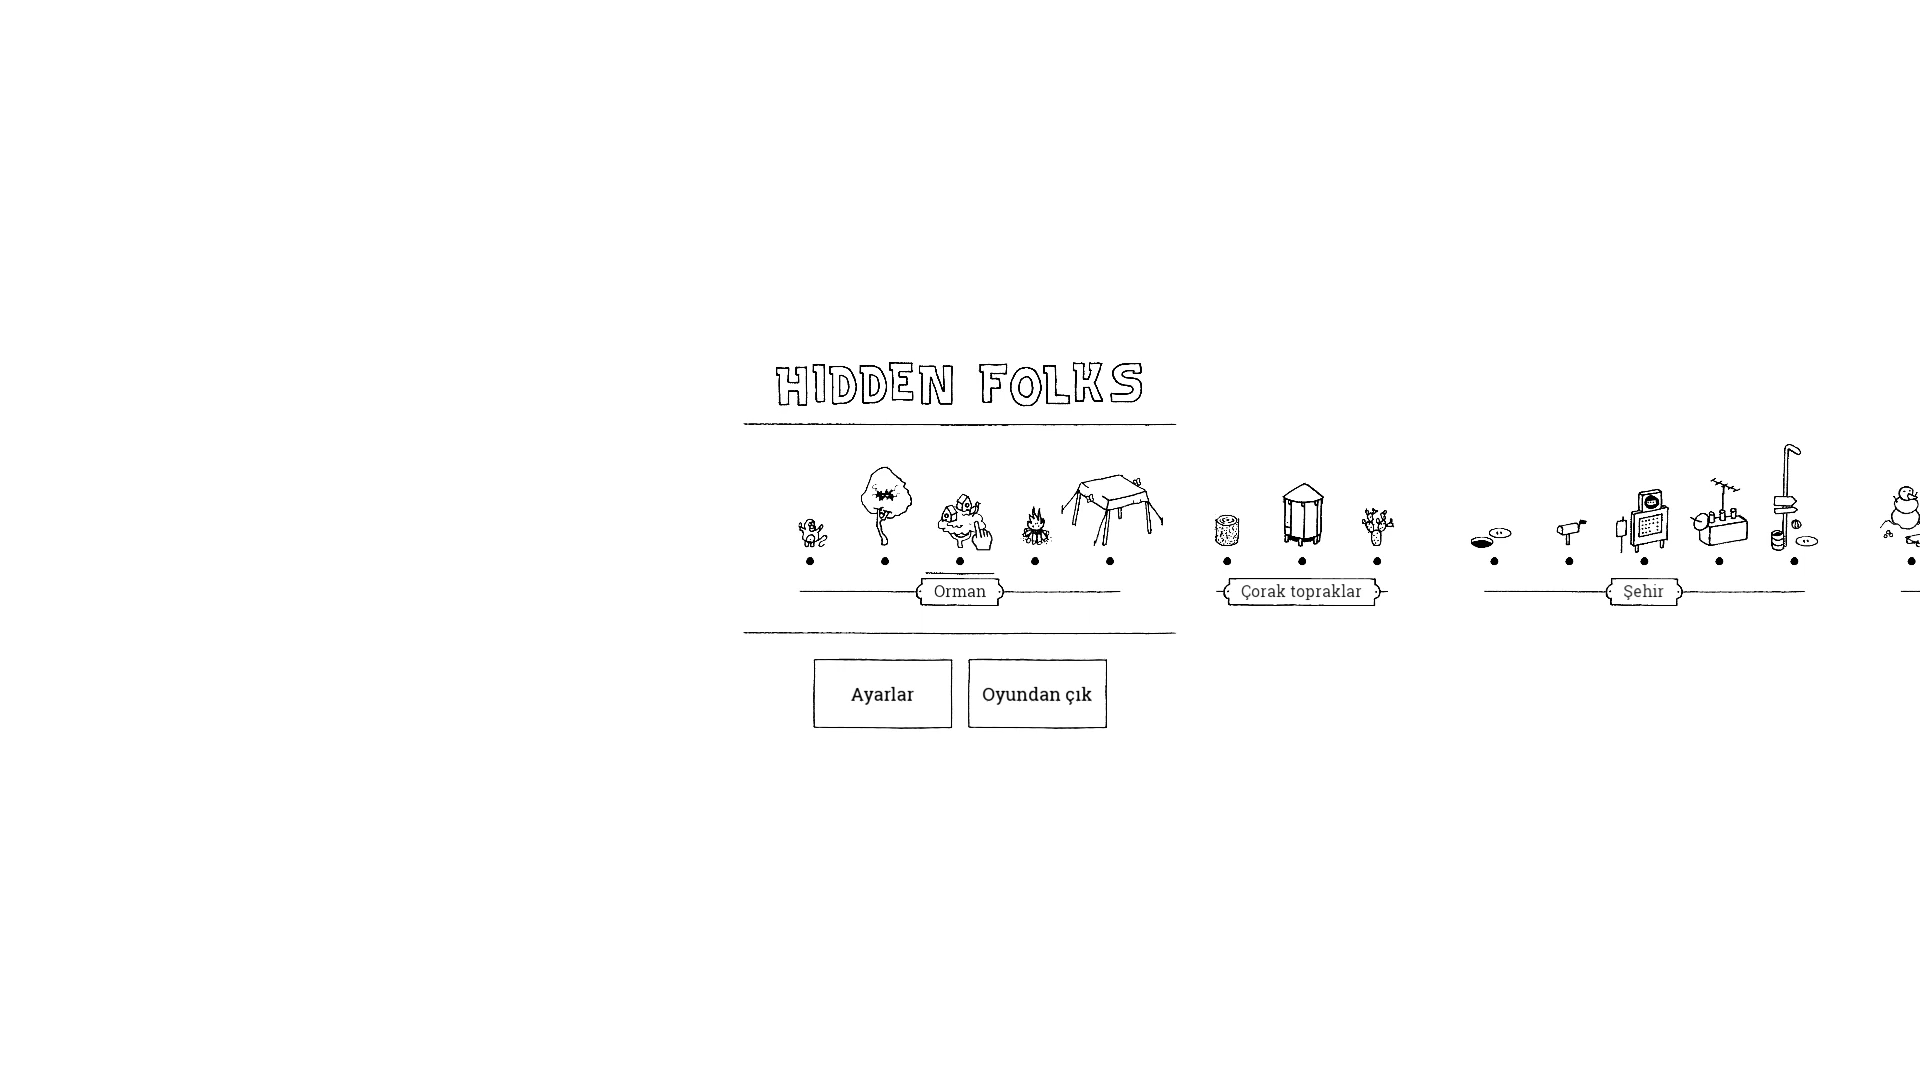 HIDDEN FOLKS
Orman
Çorak topraklar
Şehir
Ayarlar
Oyundan çık